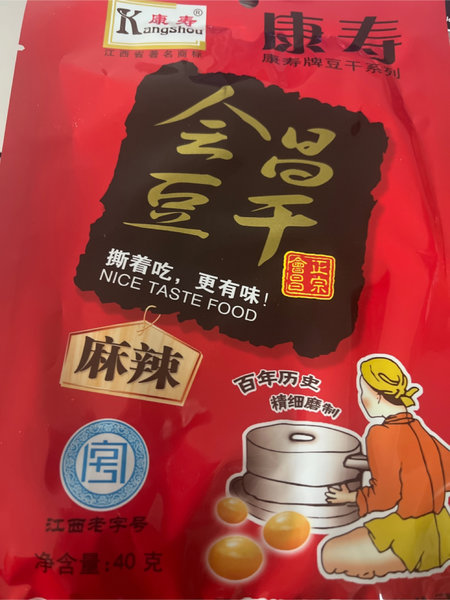 康寿
Kangshou
®
江西省著名商标
康寿
康寿牌豆干系列
会昌
豆干
撕着吃，更有味！
NICE TASTE FOOD
正宗
會昌
麻辣
百年历史
精细磨制
江西老字号
净含量:40克